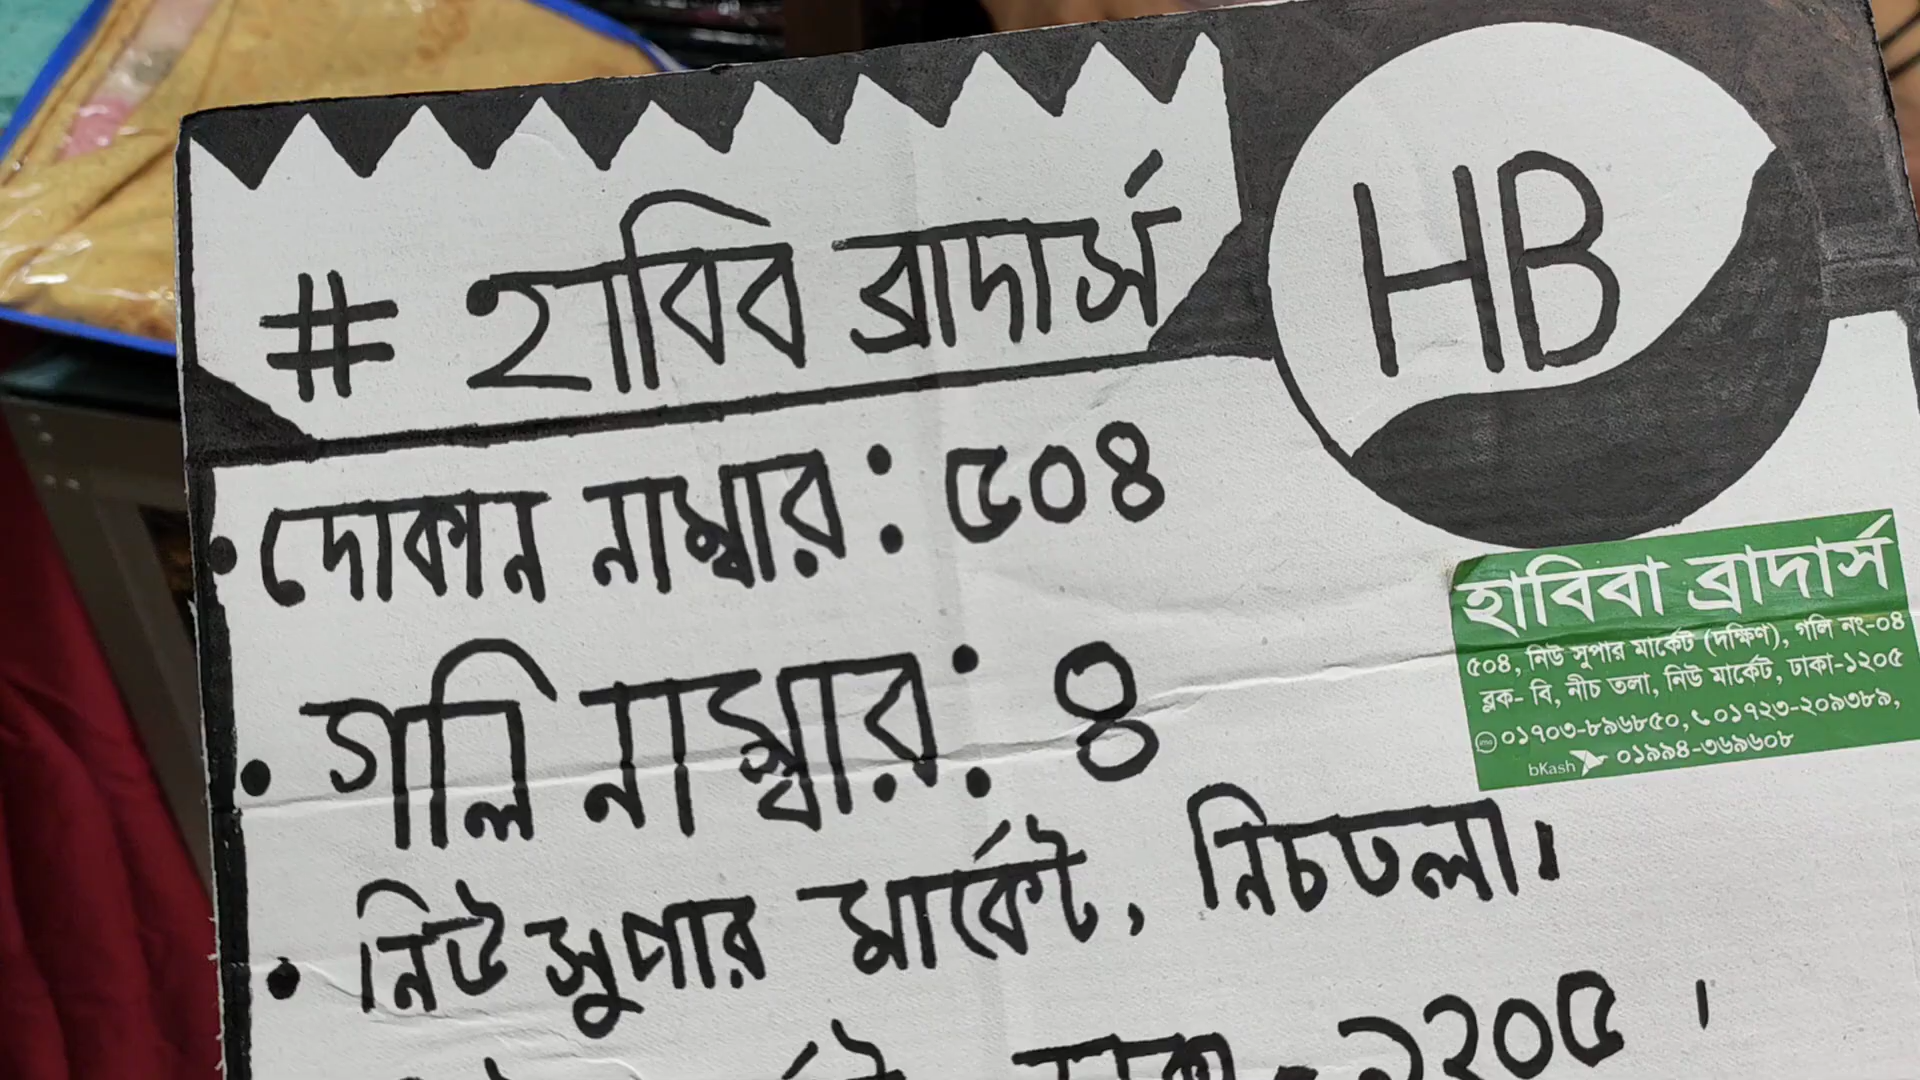 # হাবিব ব্রাদার্স
HB
• দোকান নাম্বার : ৫০৪
• গলি নাম্বার : ৪
• নিউ সুপার মার্কেট, নিচতলা।
ঢাকা - ১২০৫ ।
হাবিবা ব্রাদার্স
৫০৪, নিউ সুপার মার্কেট (দক্ষিণ), গলি নং-০৪
ব্লক- বি, নীচ তলা, নিউ মার্কেট, ঢাকা-১২০৫
০১৭০৩-৮৯৬৮৫০, ০১৭২৩-২০৯৩৮৯,
bKash ০১৯৯৪-৩৬৯৬০৮